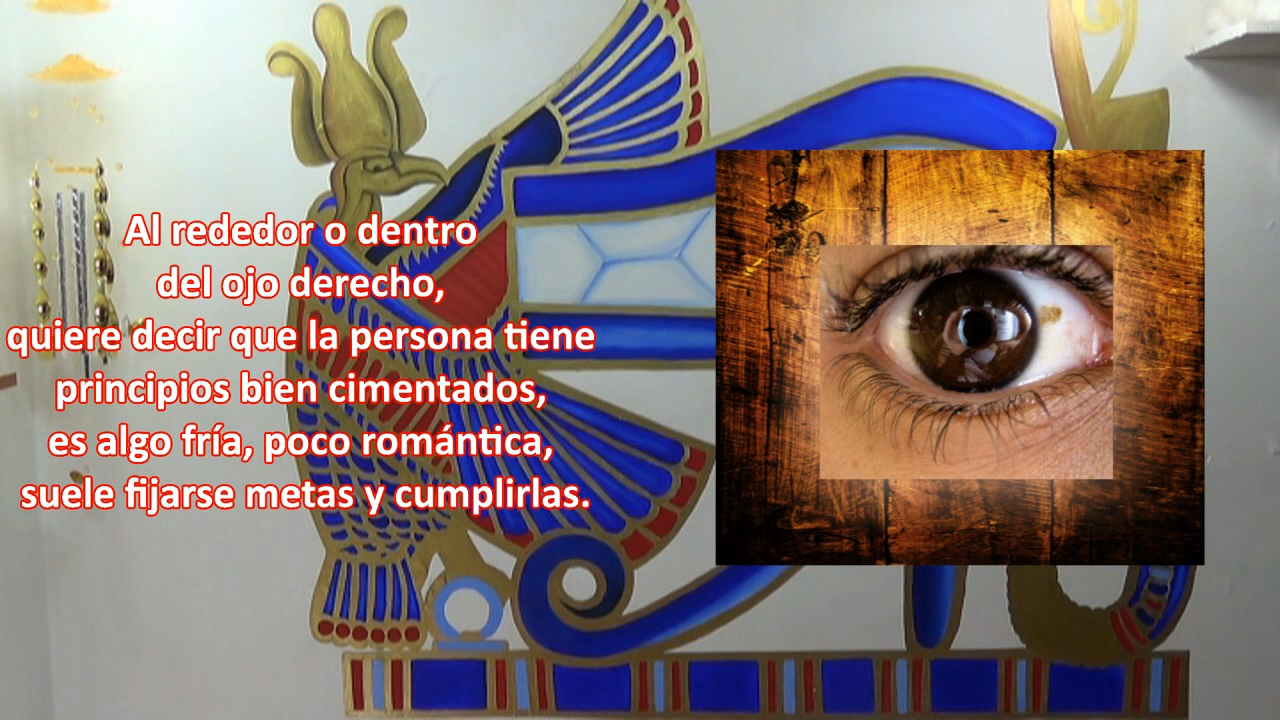 Al rededor o dentro
del ojo derecho,
quiere decir que la persona tiene
principios bien cimentados,
es algo fría, poco romántica,
suele fijarse metas y cumplirlas.